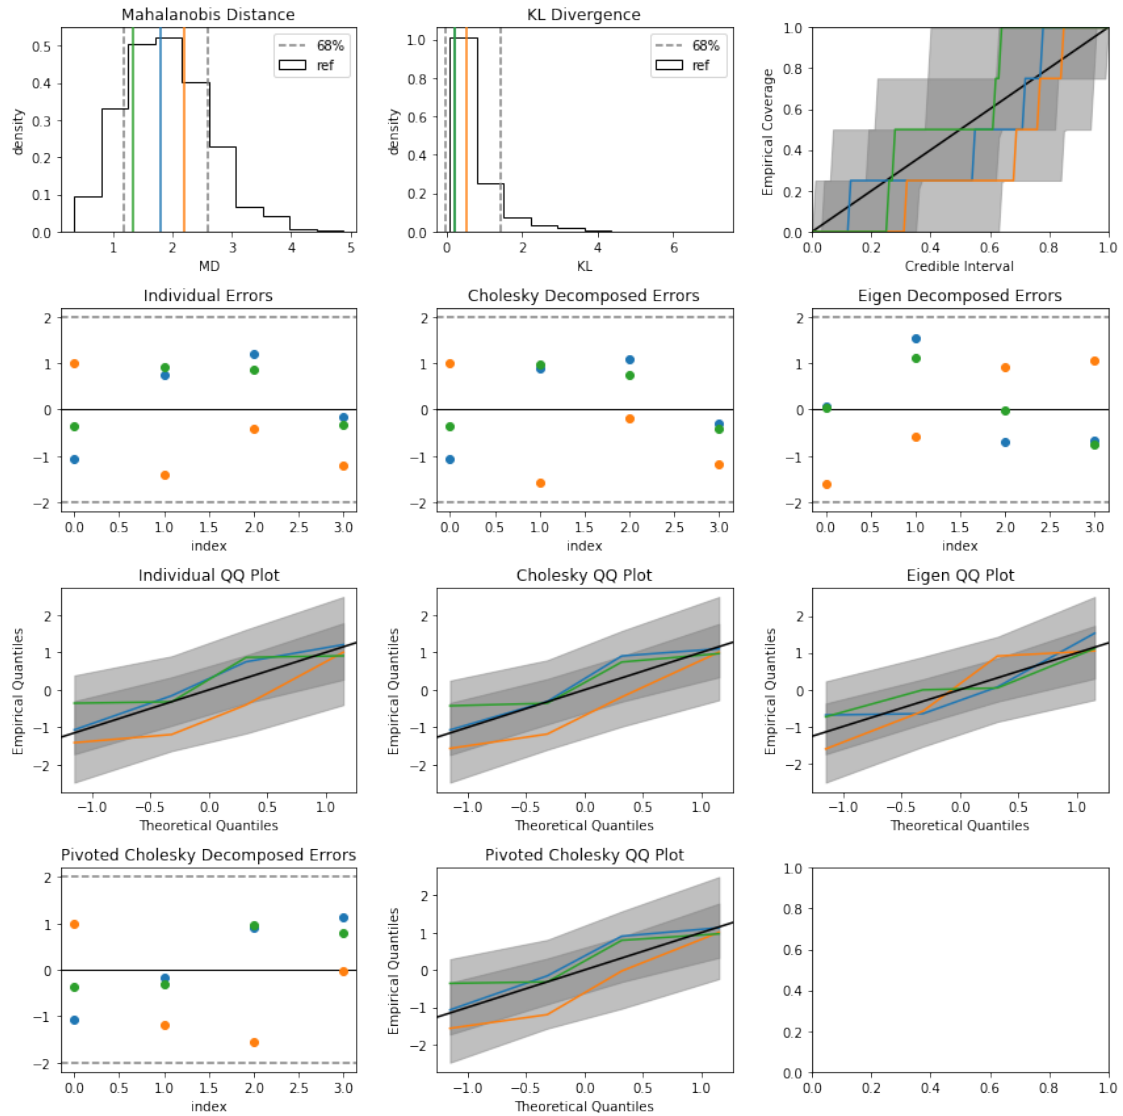 Mahalanobis Distance
0.5
0.4
0.3
0.2
0.1
0.0
density
68%
ref
1 2 3 4 5
MD
KL Divergence
1.0
0.8
0.6
0.4
0.2
0.0
density
68%
ref
0 2 4 6
KL
1.0
0.8
0.6
0.4
0.2
0.0
Empirical Coverage
0.0 0.2 0.4 0.6 0.8 1.0
Credible Interval
Individual Errors
2
1
0
−1
−2
0.0 0.5 1.0 1.5 2.0 2.5 3.0
index
Cholesky Decomposed Errors
2
1
0
−1
−2
0.0 0.5 1.0 1.5 2.0 2.5 3.0
index
Eigen Decomposed Errors
2
1
0
−1
−2
0.0 0.5 1.0 1.5 2.0 2.5 3.0
index
Individual QQ Plot
2
1
0
−1
−2
Empirical Quantiles
−1.0 −0.5 0.0 0.5 1.0
Theoretical Quantiles
Cholesky QQ Plot
2
1
0
−1
−2
Empirical Quantiles
−1.0 −0.5 0.0 0.5 1.0
Theoretical Quantiles
Eigen QQ Plot
2
1
0
−1
−2
Empirical Quantiles
−1.0 −0.5 0.0 0.5 1.0
Theoretical Quantiles
Pivoted Cholesky Decomposed Errors
2
1
0
−1
−2
0.0 0.5 1.0 1.5 2.0 2.5 3.0
index
Pivoted Cholesky QQ Plot
2
1
0
−1
−2
Empirical Quantiles
−1.0 −0.5 0.0 0.5 1.0
Theoretical Quantiles
1.0
0.8
0.6
0.4
0.2
0.0
0.0 0.2 0.4 0.6 0.8 1.0